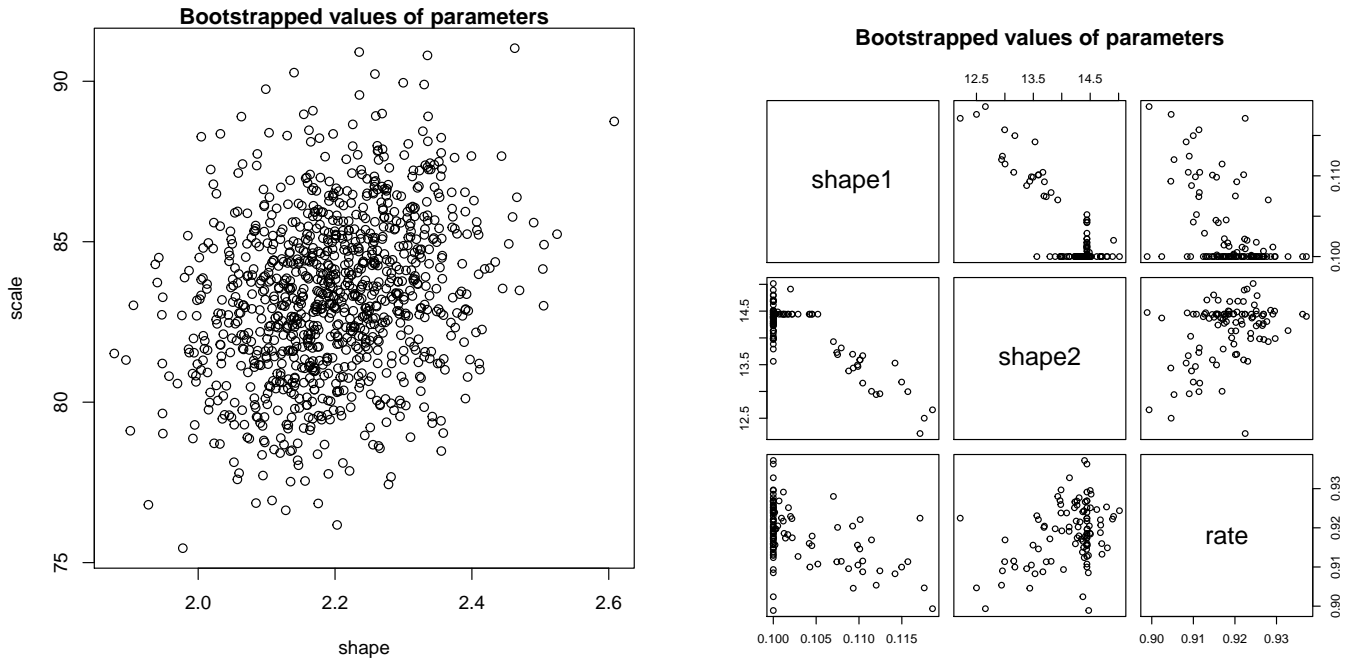 Bootstrapped values of parameters
90
85
80
75
scale
2.0 2.2 2.4 2.6
shape
Bootstrapped values of parameters
12.5 13.5 14.5
shape1
0.110
0.100
14.5
13.5
12.5
shape2
rate
0.93
0.92
0.91
0.90
0.100 0.105 0.110 0.115
0.90 0.91 0.92 0.93